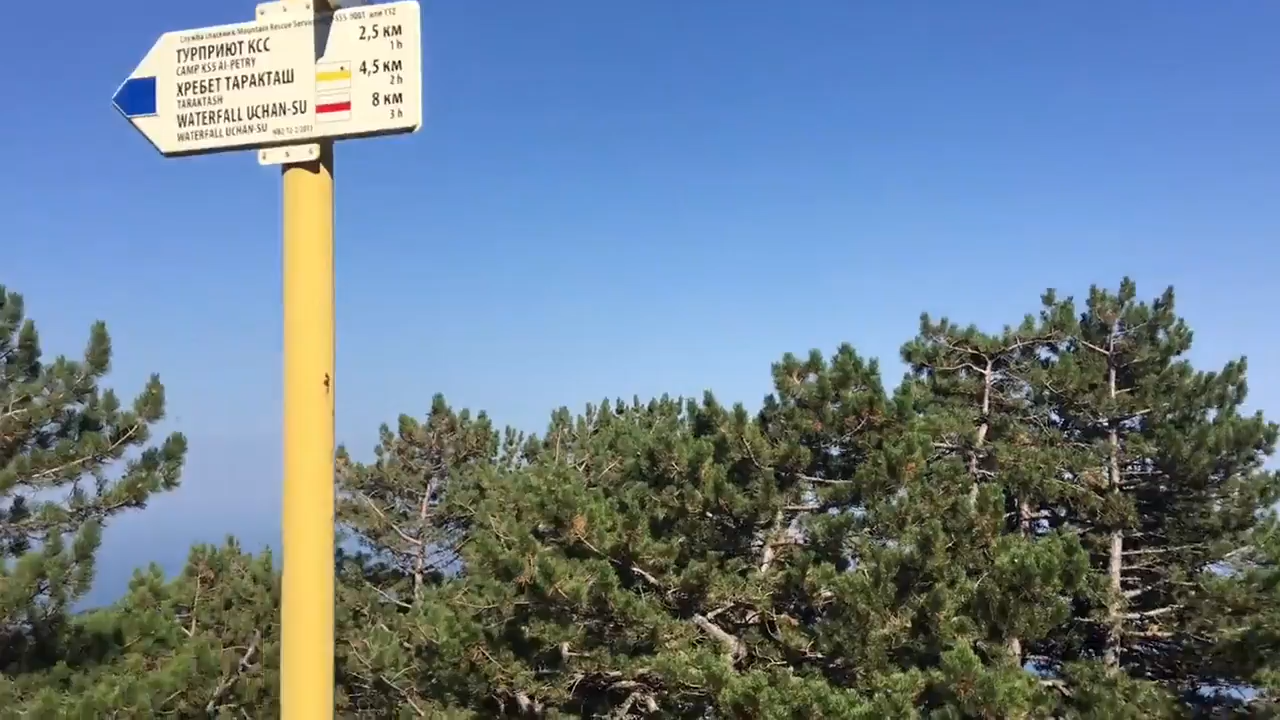 Служба спасения/Mountain Rescue Service
ТУРПРИЮТ КСС 2,5 КМ
CAMP KSS AI-PETRY 1 h
ХРЕБЕТ ТАРАКТАШ 4,5 КМ
TARAKTASH 2 h
WATERFALL UCHAN-SU 8 КМ
WATERFALL UCHAN-SU 3 h